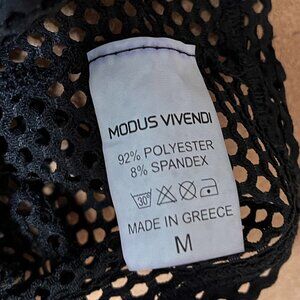 MODUS VIVENDI
92% POLYESTER
8% SPANDEX
30°
MADE IN GREECE
M